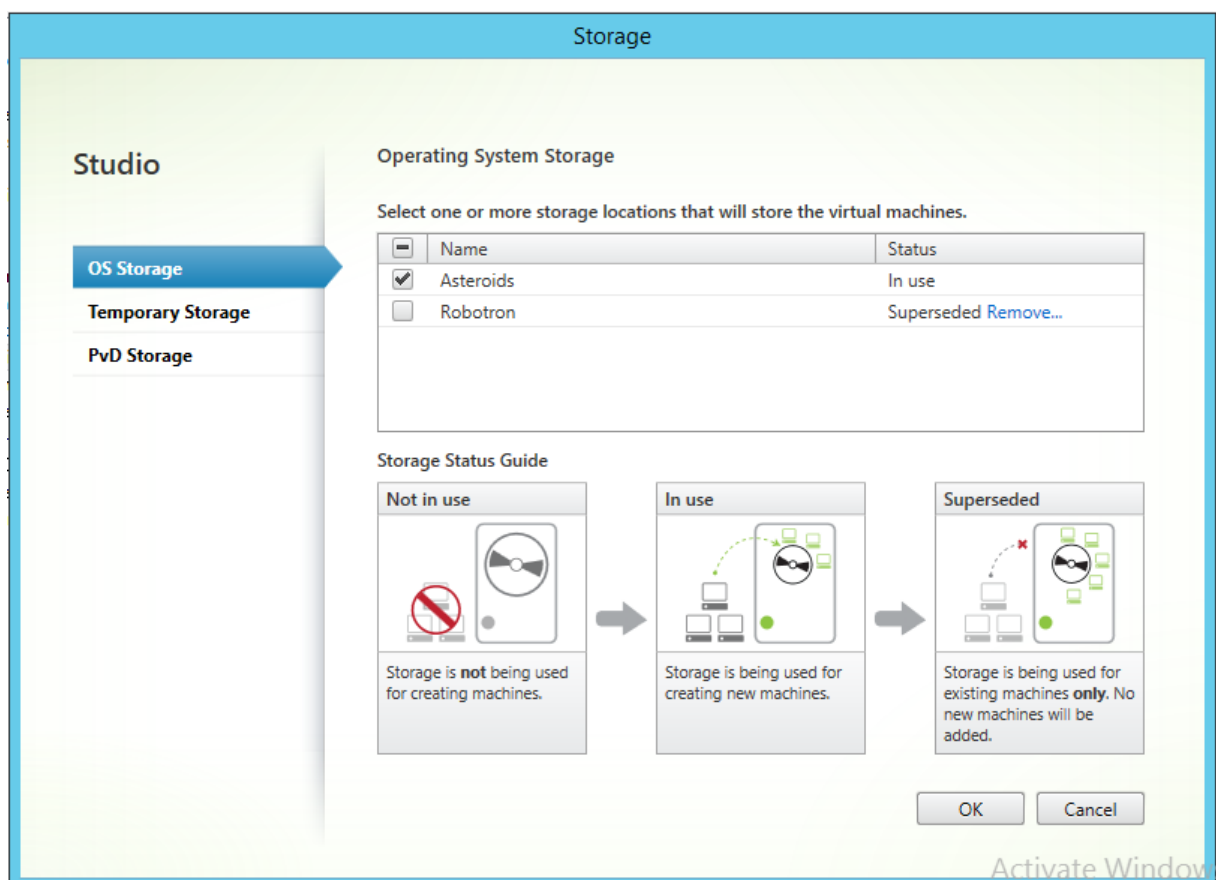 Storage
Studio
OS Storage
Temporary Storage
PvD Storage
Operating System Storage
Select one or more storage locations that will store the virtual machines.
Name Status
Asteroids In use
Robotron Superseded Remove...
Storage Status Guide
Not in use
Storage is not being used
for creating machines.
In use
Storage is being used for
creating new machines.
Superseded
Storage is being used for
existing machines only. No
new machines will be
added.
OK Cancel
Activate Window